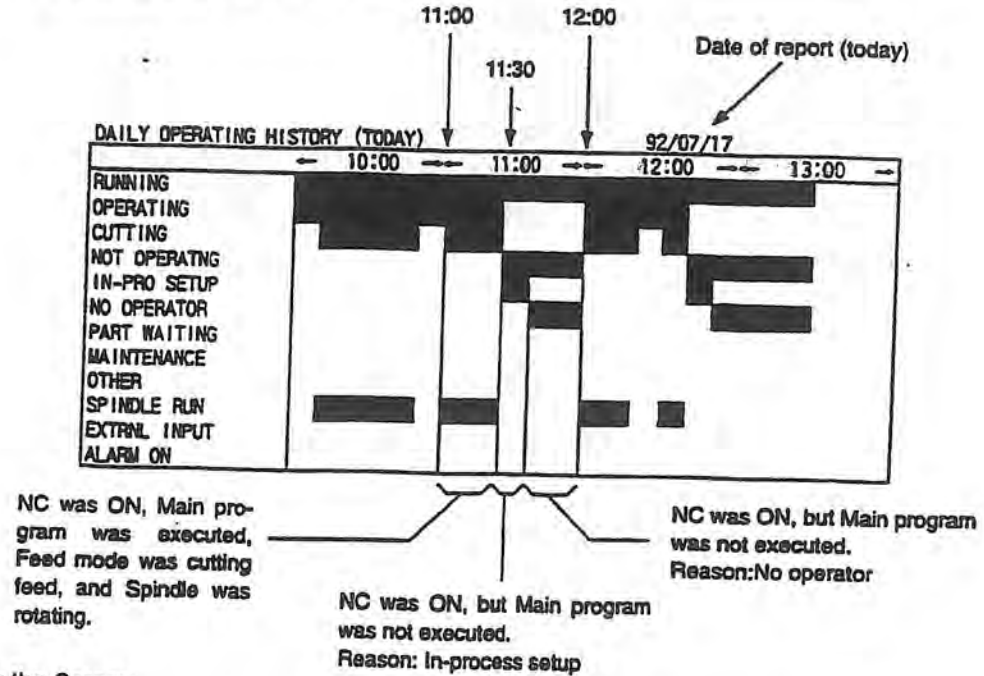 11:00
12:00
Date of report (today)
11:30
DAILY OPERATING HISTORY (TODAY)
92/07/17
← 10:00 →← 11:00 →← 12:00 →← 13:00 →
RUNNING
OPERATING
CUTTING
NOT OPERATNG
IN-PRO SETUP
NO OPERATOR
PART WAITING
MAINTENANCE
OTHER
SPINDLE RUN
EXTRNL INPUT
ALARM ON
NC was ON, Main pro-
gram was executed,
Feed mode was cutting
feed, and Spindle was
rotating.
NC was ON, but Main program
was not executed.
Reason: In-process setup
NC was ON, but Main program
was not executed.
Reason:No operator